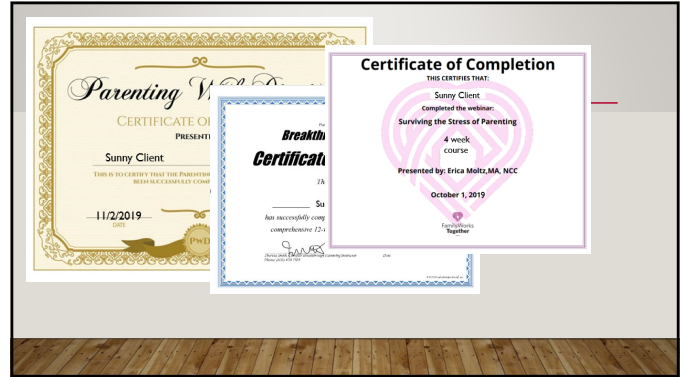 Parenting
CERTIFICATE OF
PRESENT
Sunny Client
THIS IS TO CERTIFY THAT THE PARENTIN
BEEN SUCCESSFULLY COM
11/2/2019
DATE
PWD
Breakth
Certificat
Su
has successfully comp
comprehensive 12-
Certificate of Completion
THIS CERTIFIES THAT:
Sunny Client
Completed the webinar:
Surviving the Stress of Parenting
4 week
course
Presented by: Erica Moltz,MA, NCC
October 1, 2019
FamilyWorks
Together